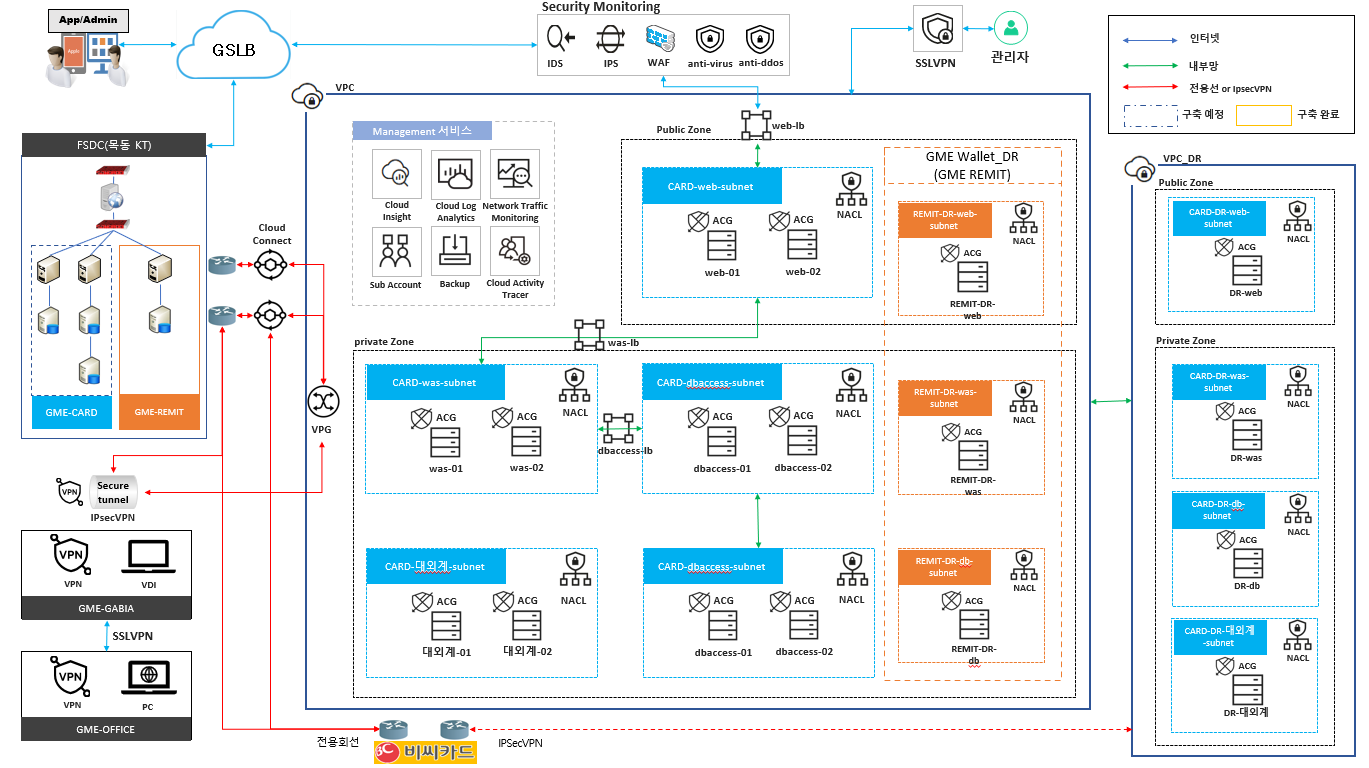 App/Admin
Apple
GSLB
Security Monitoring
IDS
IPS
WAF
anti-virus
anti-ddos
SSLVPN
관리자
인터넷
내부망
전용선 or IpsecVPN
구축 예정
구축 완료
FSDC(목동 KT)
GME-CARD
GME-REMIT
Cloud
Connect
VPG
VPN
Secure
tunnel
IPsecVPN
VPN
VPN
VDI
GME-GABIA
SSLVPN
VPN
VPN
PC
GME-OFFICE
VPC
Management 서비스
Cloud
Insight
Cloud Log
Analytics
Network Traffic
Monitoring
Sub Account
Backup
Cloud Activity
Tracer
Public Zone
web-lb
CARD-web-subnet
NACL
ACG
web-01
ACG
web-02
GME Wallet_DR
(GME REMIT)
REMIT-DR-web-
subnet
NACL
ACG
REMIT-DR-
web
private Zone
was-lb
CARD-was-subnet
NACL
ACG
was-01
ACG
was-02
dbaccess-lb
CARD-dbaccess-subnet
NACL
ACG
dbaccess-01
ACG
dbaccess-02
REMIT-DR-was-
subnet
NACL
ACG
REMIT-DR-
was
CARD-대외계-subnet
NACL
ACG
대외계-01
ACG
대외계-02
CARD-dbaccess-subnet
NACL
ACG
dbaccess-01
ACG
dbaccess-02
REMIT-DR-db-
subnet
NACL
ACG
REMIT-DR-
db
VPC_DR
Public Zone
CARD-DR-web-
subnet
NACL
ACG
DR-web
Private Zone
CARD-DR-was-
subnet
NACL
ACG
DR-was
CARD-DR-db-
subnet
NACL
ACG
DR-db
CARD-DR-대외계
-subnet
NACL
ACG
DR-대외계
전용회선
비씨카드
IPSecVPN